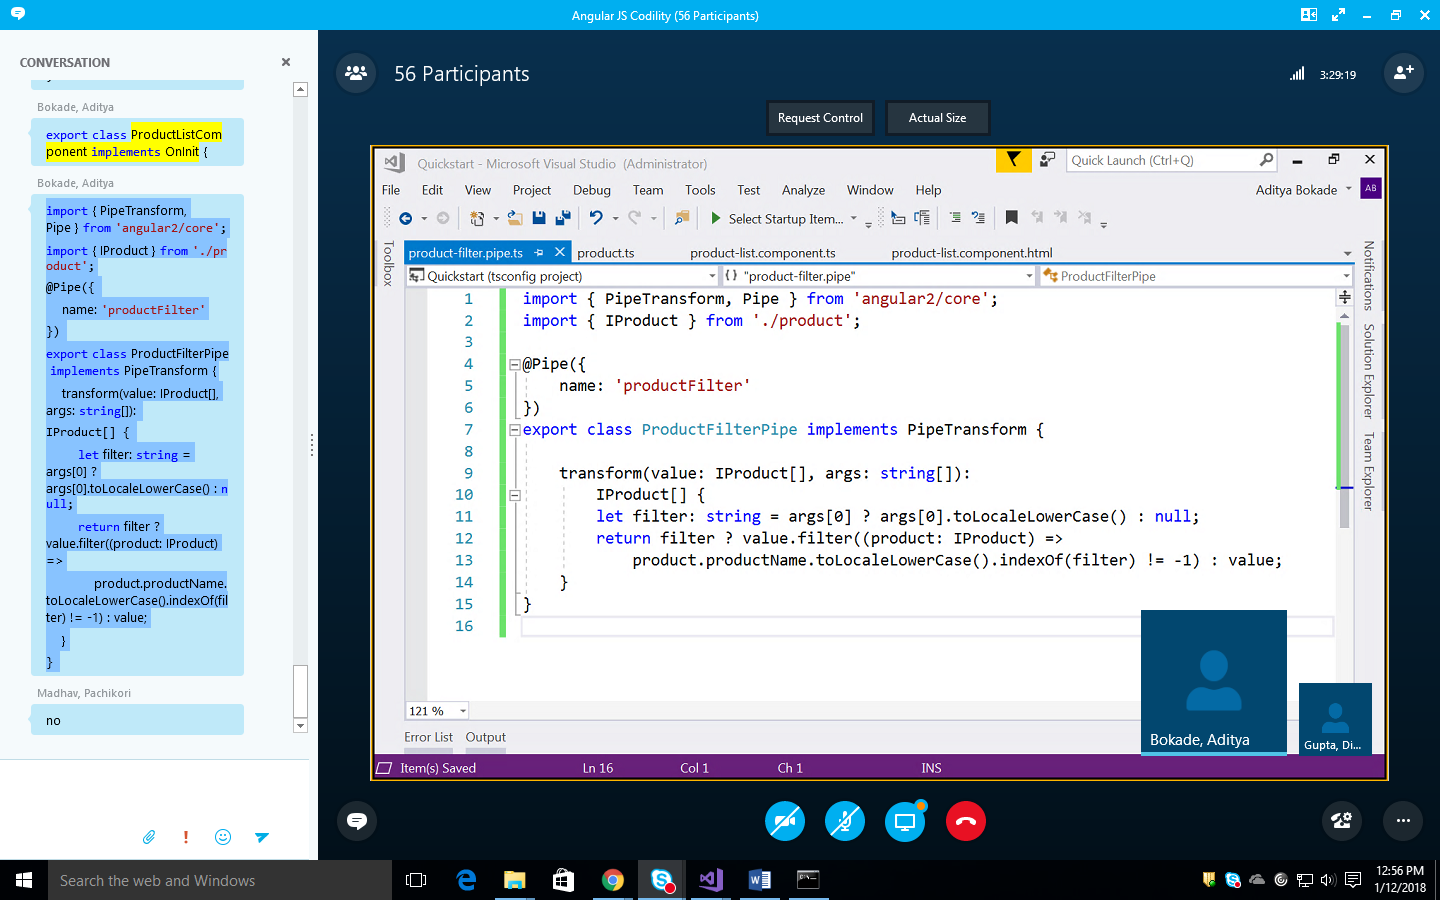 Angular JS Codility (56 Participants)
CONVERSATION
Bokade, Aditya
export class ProductListCom
ponent implements OnInit {
Bokade, Aditya
import { PipeTransform,
Pipe } from 'angular2/core';
import { IProduct } from './pr
oduct';
@Pipe({
name: 'productFilter'
})
export class ProductFilterPipe
implements PipeTransform {
transform(value: IProduct[],
args: string[]):
IProduct[] {
let filter: string =
args[0] ?
args[0].toLocaleLowerCase() : n
ull;
return filter ?
value.filter((product: IProduct)
=>
product.productName.
toLocaleLowerCase().indexOf(fil
ter) != -1) : value;
}
}
Madhav, Pachikori
no
56 Participants
3:29:19
Request Control
Actual Size
Quickstart - Microsoft Visual Studio (Administrator)
Quick Launch (Ctrl+Q)
File Edit View Project Debug Team Tools Test Analyze Window Help
Aditya Bokade
AB
Select Startup Item...
Toolbox
product-filter.pipe.ts
product.ts
product-list.component.ts
product-list.component.html
Quickstart (tsconfig project)
"product-filter.pipe"
ProductFilterPipe
1 import { PipeTransform, Pipe } from 'angular2/core';
2 import { IProduct } from './product';
3
4 @Pipe({
5 name: 'productFilter'
6 })
7 export class ProductFilterPipe implements PipeTransform {
8
9 transform(value: IProduct[], args: string[]):
10 IProduct[] {
11 let filter: string = args[0] ? args[0].toLocaleLowerCase() : null;
12 return filter ? value.filter((product: IProduct) =>
13 product.productName.toLocaleLowerCase().indexOf(filter) != -1) : value;
14 }
15 }
16
Notifications
Solution Explorer
Team Explorer
121 %
Error List Output
Item(s) Saved
Ln 16
Col 1
Ch 1
INS
Bokade, Aditya
Gupta, Di...
Search the web and Windows
12:56 PM
1/12/2018